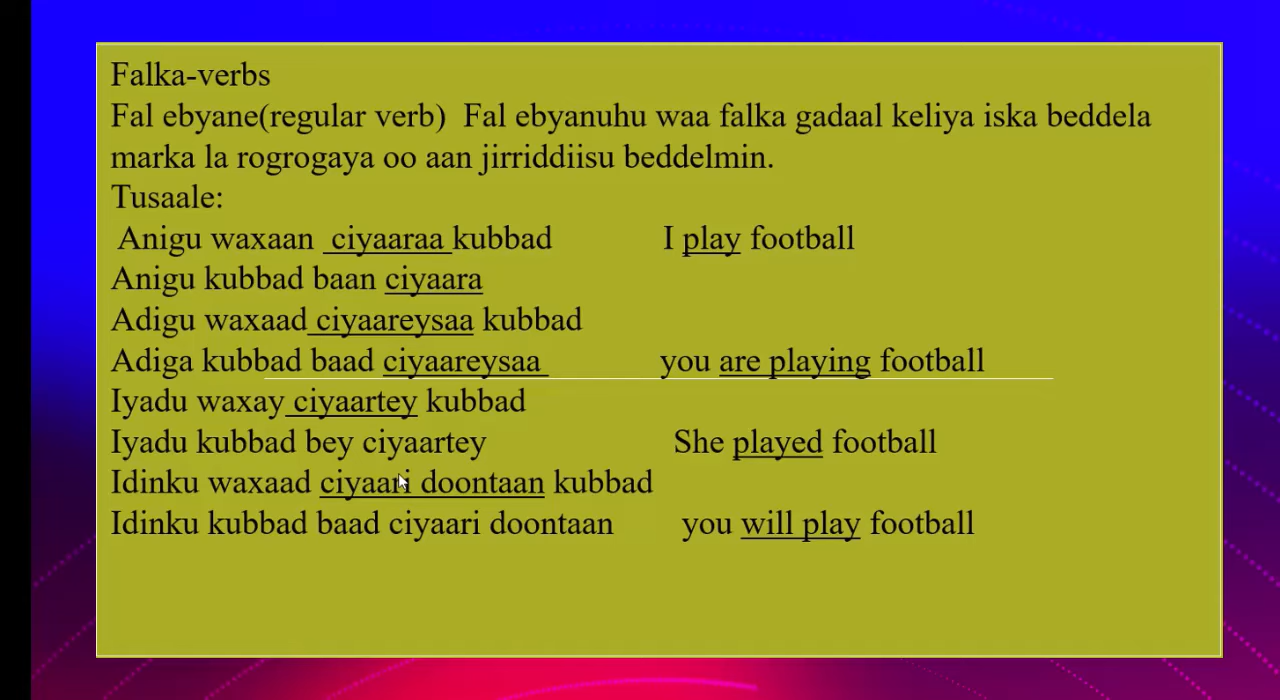 Falka-verbs
Fal ebyane(regular verb)  Fal ebyanuhu waa falka gadaal keliya iska beddela
marka la rogrogaya oo aan jirriddiisu beddelmin.
Tusaale:
Anigu waxaan ciyaaraa kubbad I play football
Anigu kubbad baan ciyaara
Adigu waxaad ciyaareysaa kubbad
Adiga kubbad baad ciyaareysaa you are playing football
Iyadu waxay ciyaartey kubbad
Iyadu kubbad bey ciyaartey She played football
Idinku waxaad ciyaari doontaan kubbad
Idinku kubbad baad ciyaari doontaan you will play football